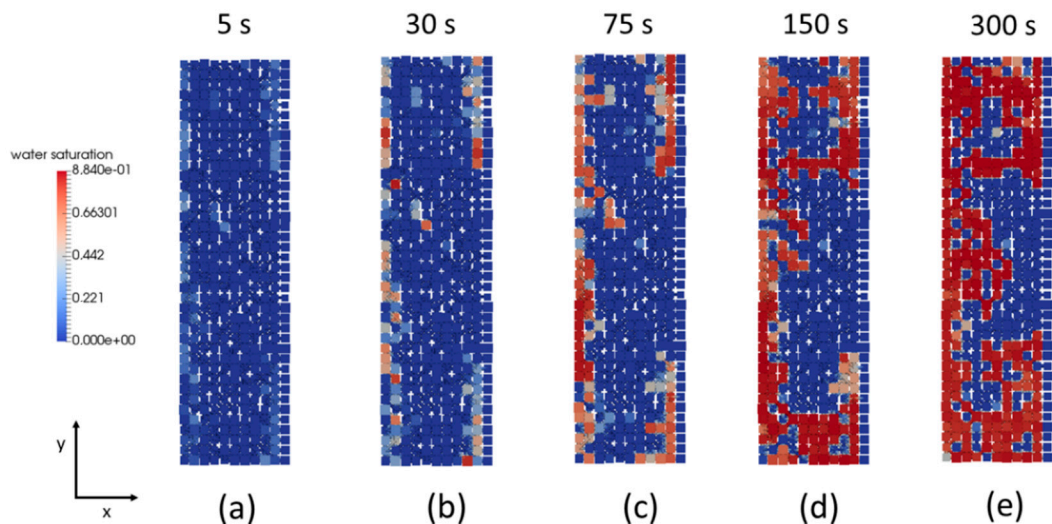 5 s
30 s
75 s
150 s
300 s
water saturation
8.840e-01
0.66301
0.442
0.221
0.000e+00
y
x
(a)
(b)
(c)
(d)
(e)